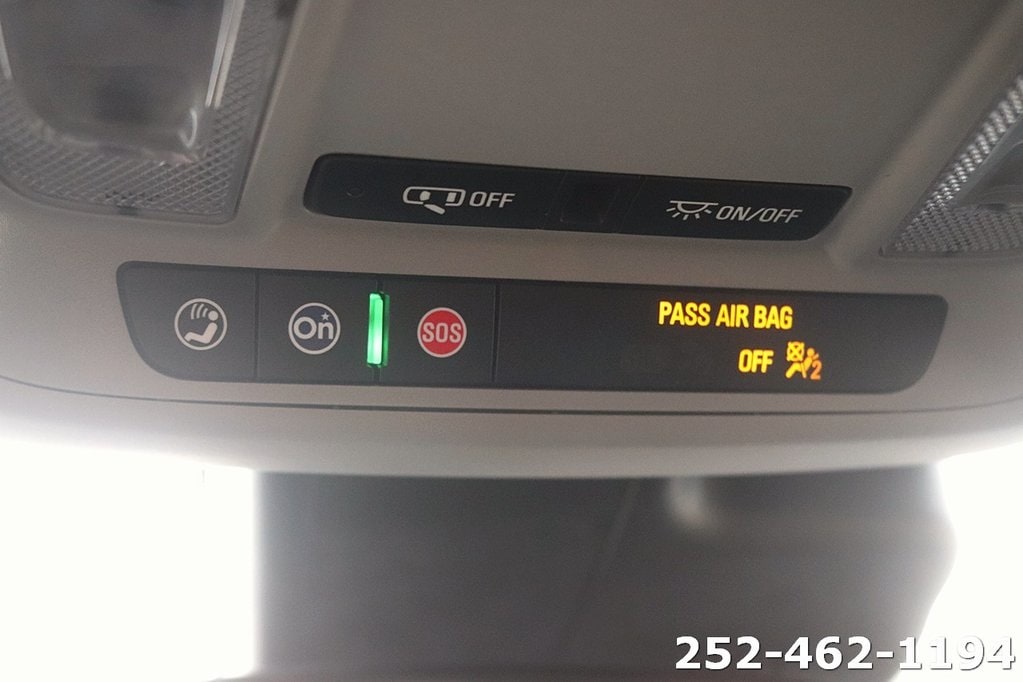 OFF
ON/OFF
On
SOS
PASS AIR BAG
OFF 2
252-462-1194